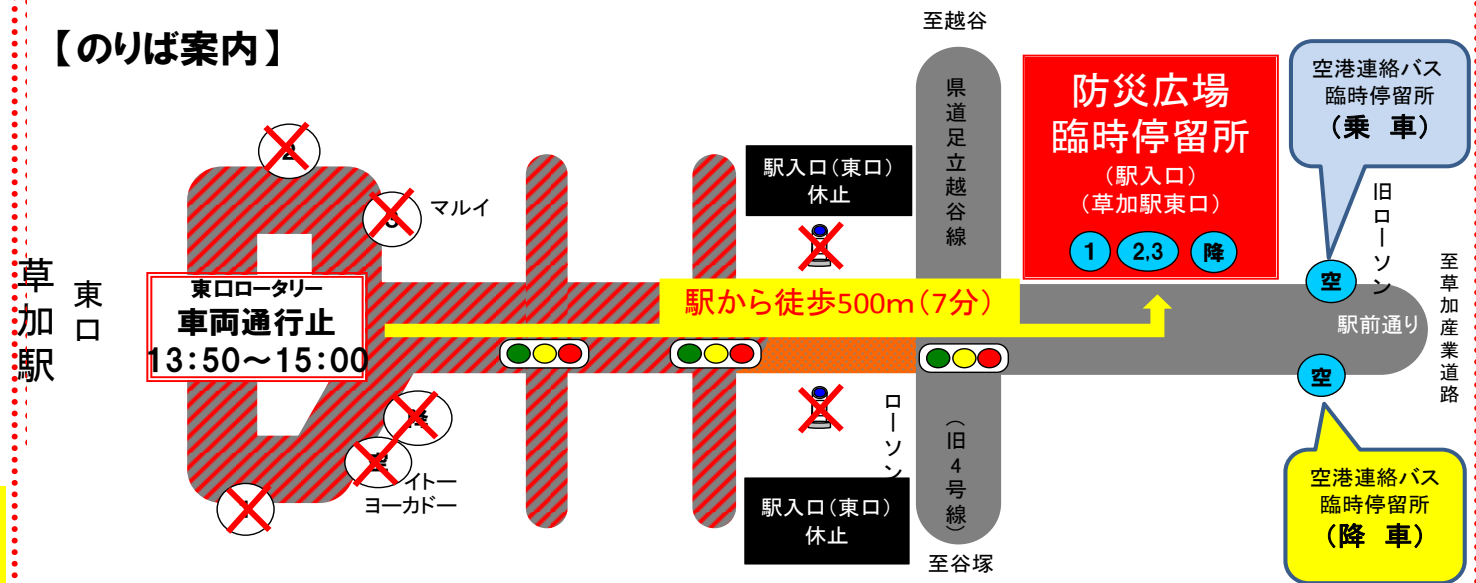 【のりば案内】
至越谷
県道足立越谷線
防災広場
臨時停留所
（駅入口）
（草加駅東口）
1
2,3
降
空港連絡バス
臨時停留所
（乗 車）
駅入口（東口）
休止
2
3
マルイ
旧ローソン
空
至草加産業道路
草加駅
東口
東口ロータリー
車両通行止
13:50～15:00
駅から徒歩500m（7分）
駅前通り
空
降
空
イトー
ヨーカドー
1
ローソン
（旧4号線）
駅入口（東口）
休止
空港連絡バス
臨時停留所
（降 車）
至谷塚